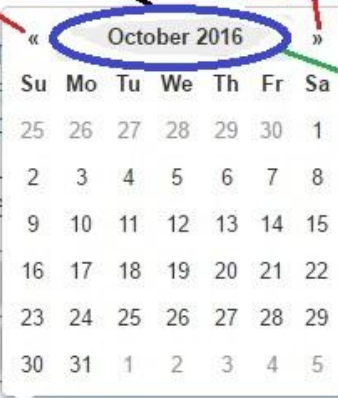 « October 2016 »
Su Mo Tu We Th Fr Sa
25 26 27 28 29 30 1
2 3 4 5 6 7 8
9 10 11 12 13 14 15
16 17 18 19 20 21 22
23 24 25 26 27 28 29
30 31 1 2 3 4 5